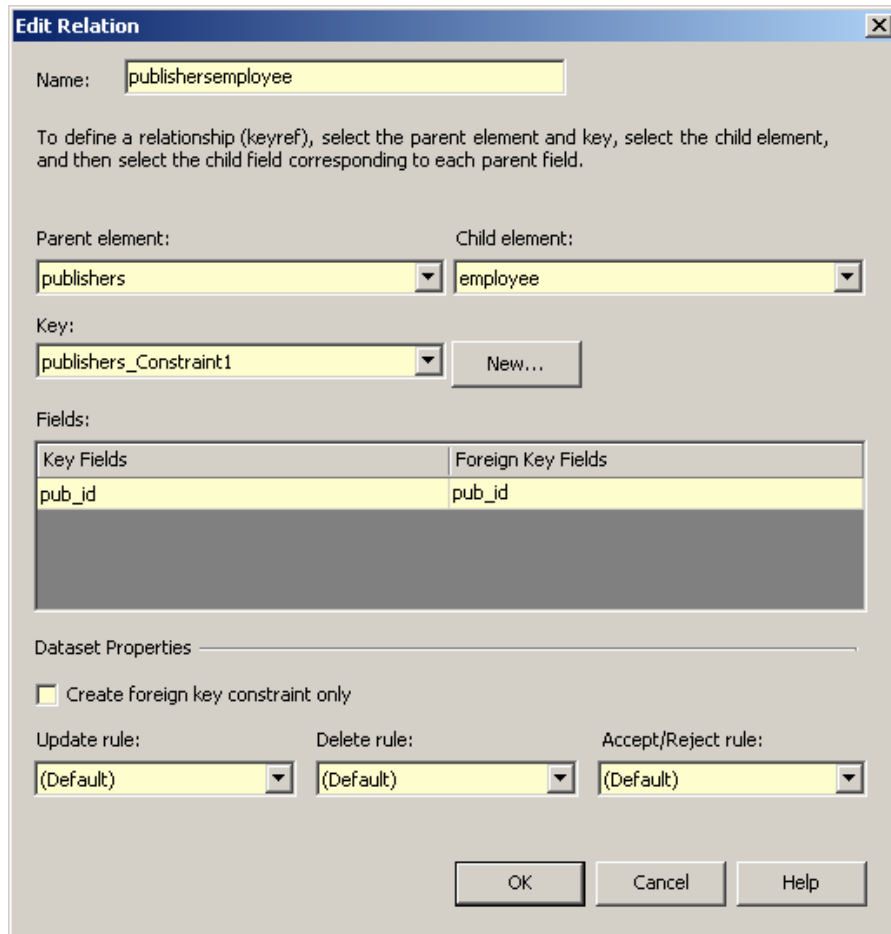 Edit Relation
Name: publishersemployee
To define a relationship (keyref), select the parent element and key, select the child element,
and then select the child field corresponding to each parent field.
Parent element: Child element:
publishers employee
Key:
publishers_Constraint1 New...
Fields:
Key Fields Foreign Key Fields
pub_id pub_id
Dataset Properties
Create foreign key constraint only
Update rule: Delete rule: Accept/Reject rule:
(Default) (Default) (Default)
OK Cancel Help